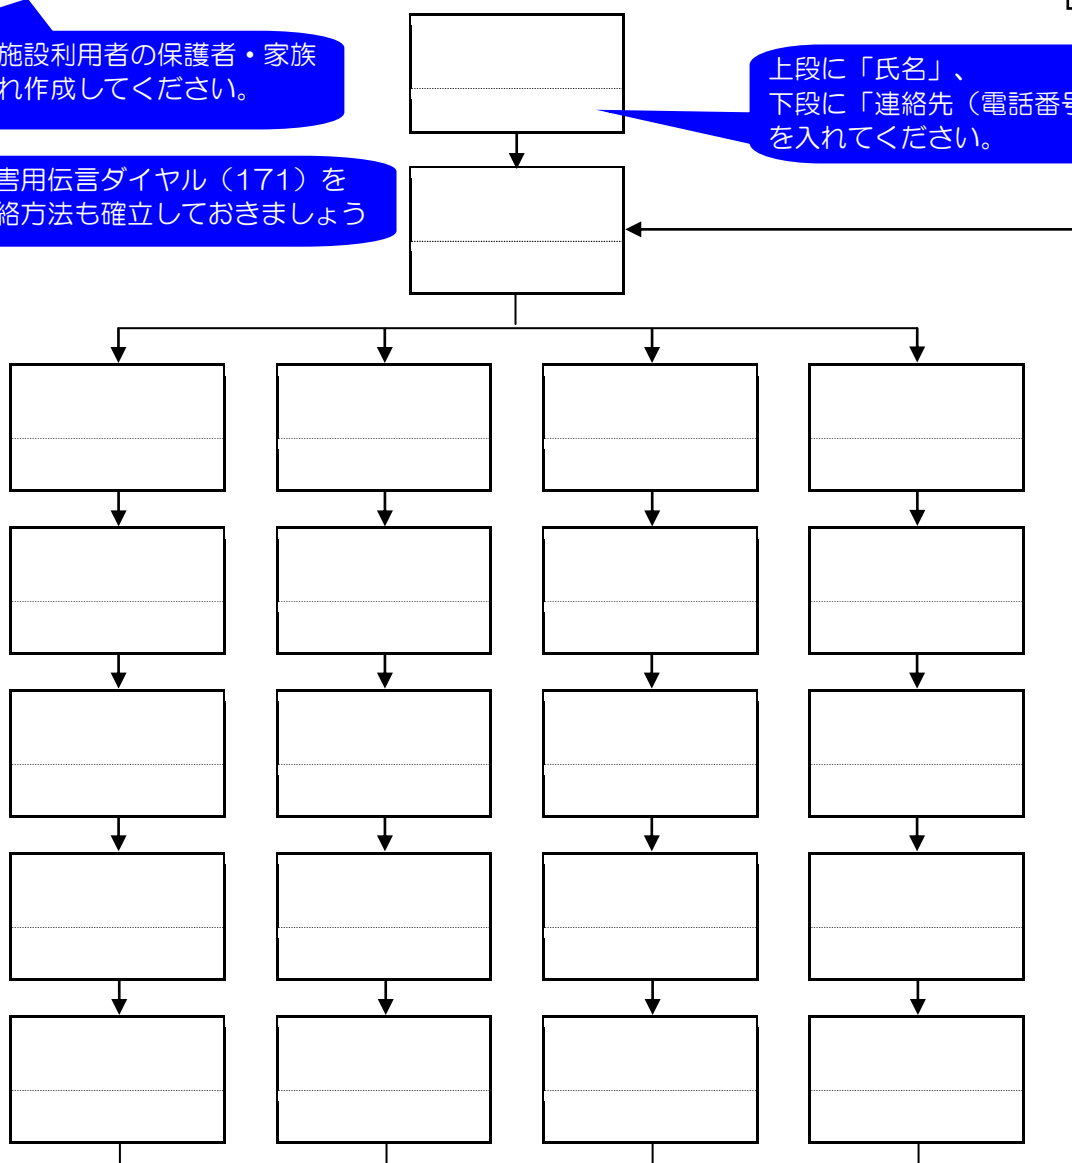 施設利用者の保護者・家族
れ作成してください。
上段に「氏名」、
下段に「連絡先（電話番号
を入れてください。
害用伝言ダイヤル（171）を
絡方法も確立しておきましょう